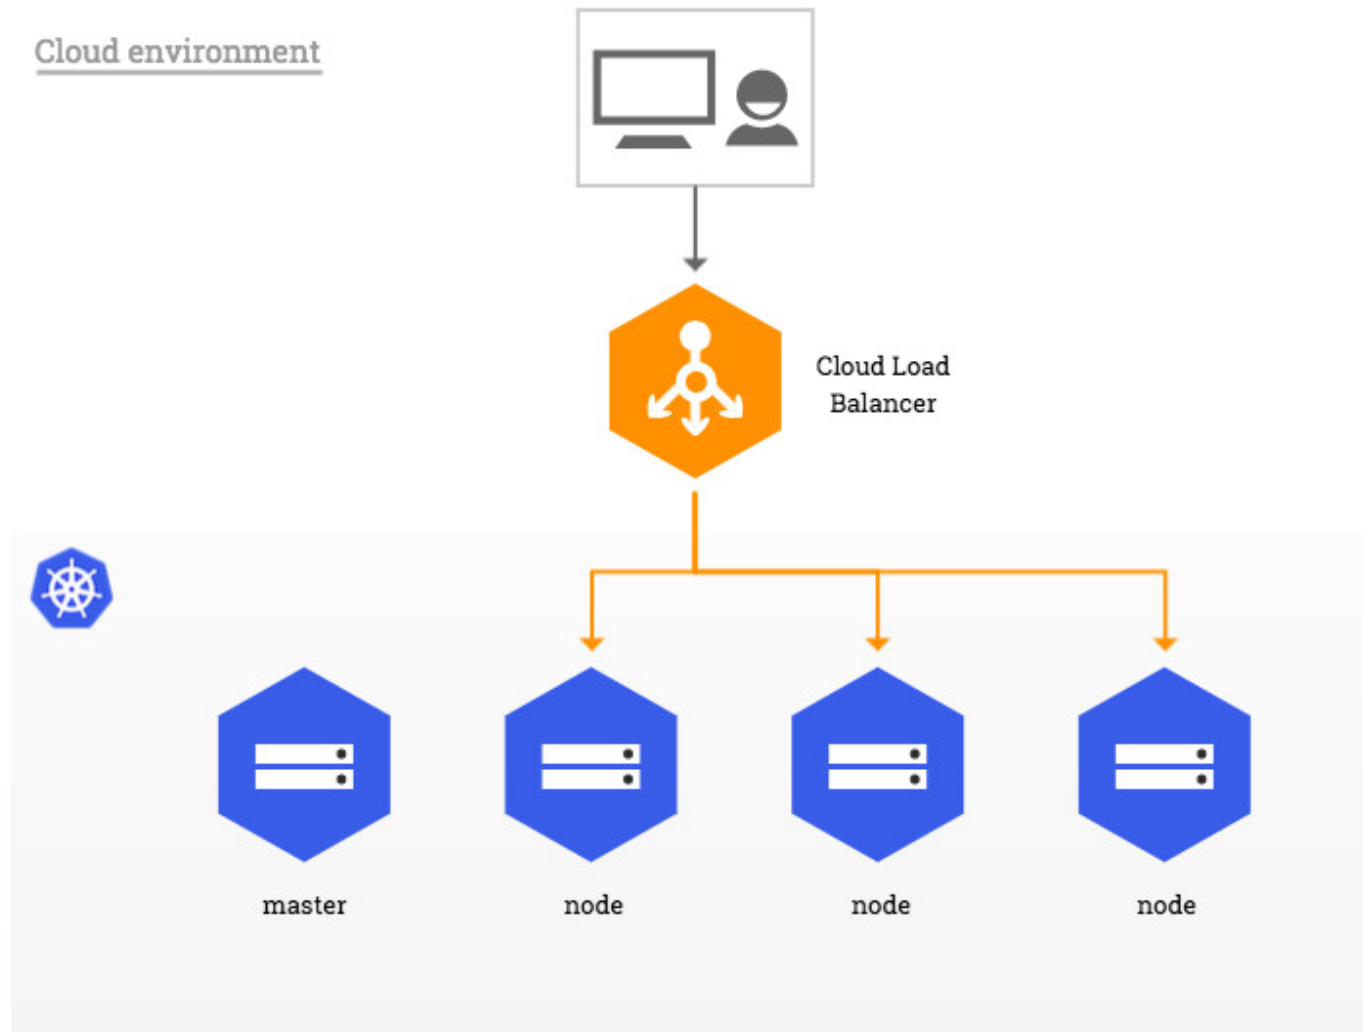 Cloud environment
Cloud Load
Balancer
master
node
node
node